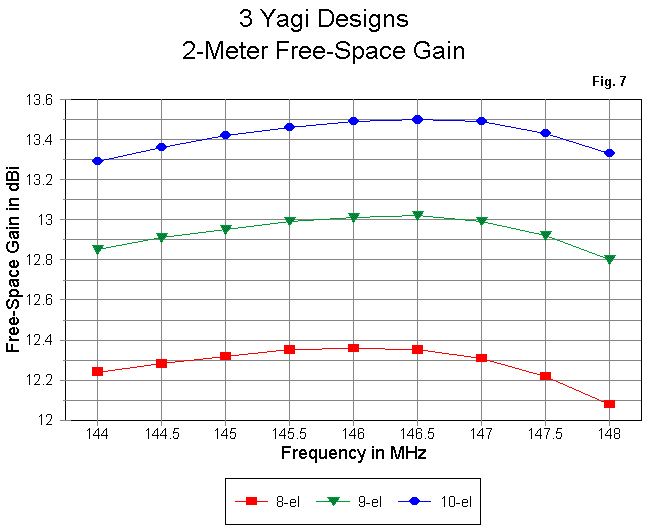 3 Yagi Designs
2-Meter Free-Space Gain
Fig. 7
Free-Space Gain in dBi
13.6
13.4
13.2
13
12.8
12.6
12.4
12.2
12
144 144.5 145 145.5 146 146.5 147 147.5 148
Frequency in MHz
8-el 9-el 10-el